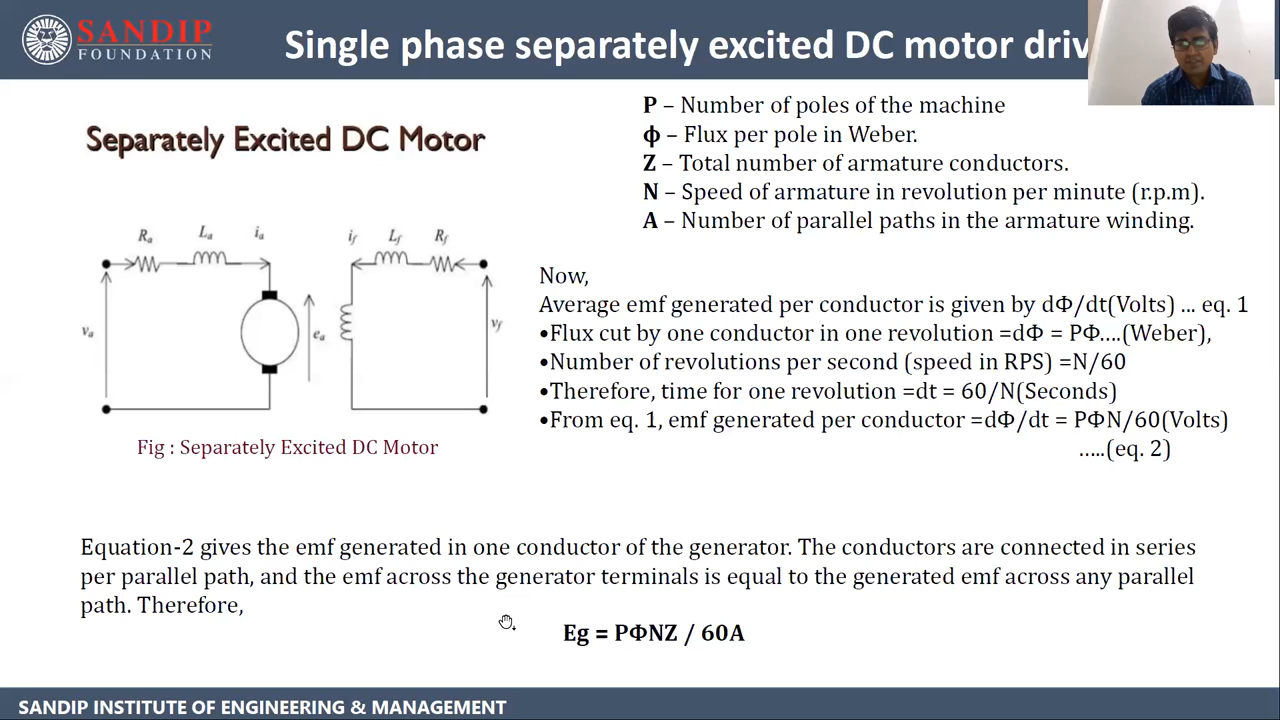 SANDIP
FOUNDATION
Single phase separately excited DC motor driv
Separately Excited DC Motor
P – Number of poles of the machine
ϕ – Flux per pole in Weber.
Z – Total number of armature conductors.
N – Speed of armature in revolution per minute (r.p.m).
A – Number of parallel paths in the armature winding.
Ra La ia if Lf Rf
va ea vf
Fig : Separately Excited DC Motor
Now,
Average emf generated per conductor is given by dΦ/dt(Volts) ... eq. 1
•Flux cut by one conductor in one revolution =dΦ = PΦ….(Weber),
•Number of revolutions per second (speed in RPS) =N/60
•Therefore, time for one revolution =dt = 60/N(Seconds)
•From eq. 1, emf generated per conductor =dΦ/dt = PΦN/60(Volts)
…..(eq. 2)
Equation-2 gives the emf generated in one conductor of the generator. The conductors are connected in series
per parallel path, and the emf across the generator terminals is equal to the generated emf across any parallel
path. Therefore,
Eg = PΦNZ / 60A
SANDIP INSTITUTE OF ENGINEERING & MANAGEMENT